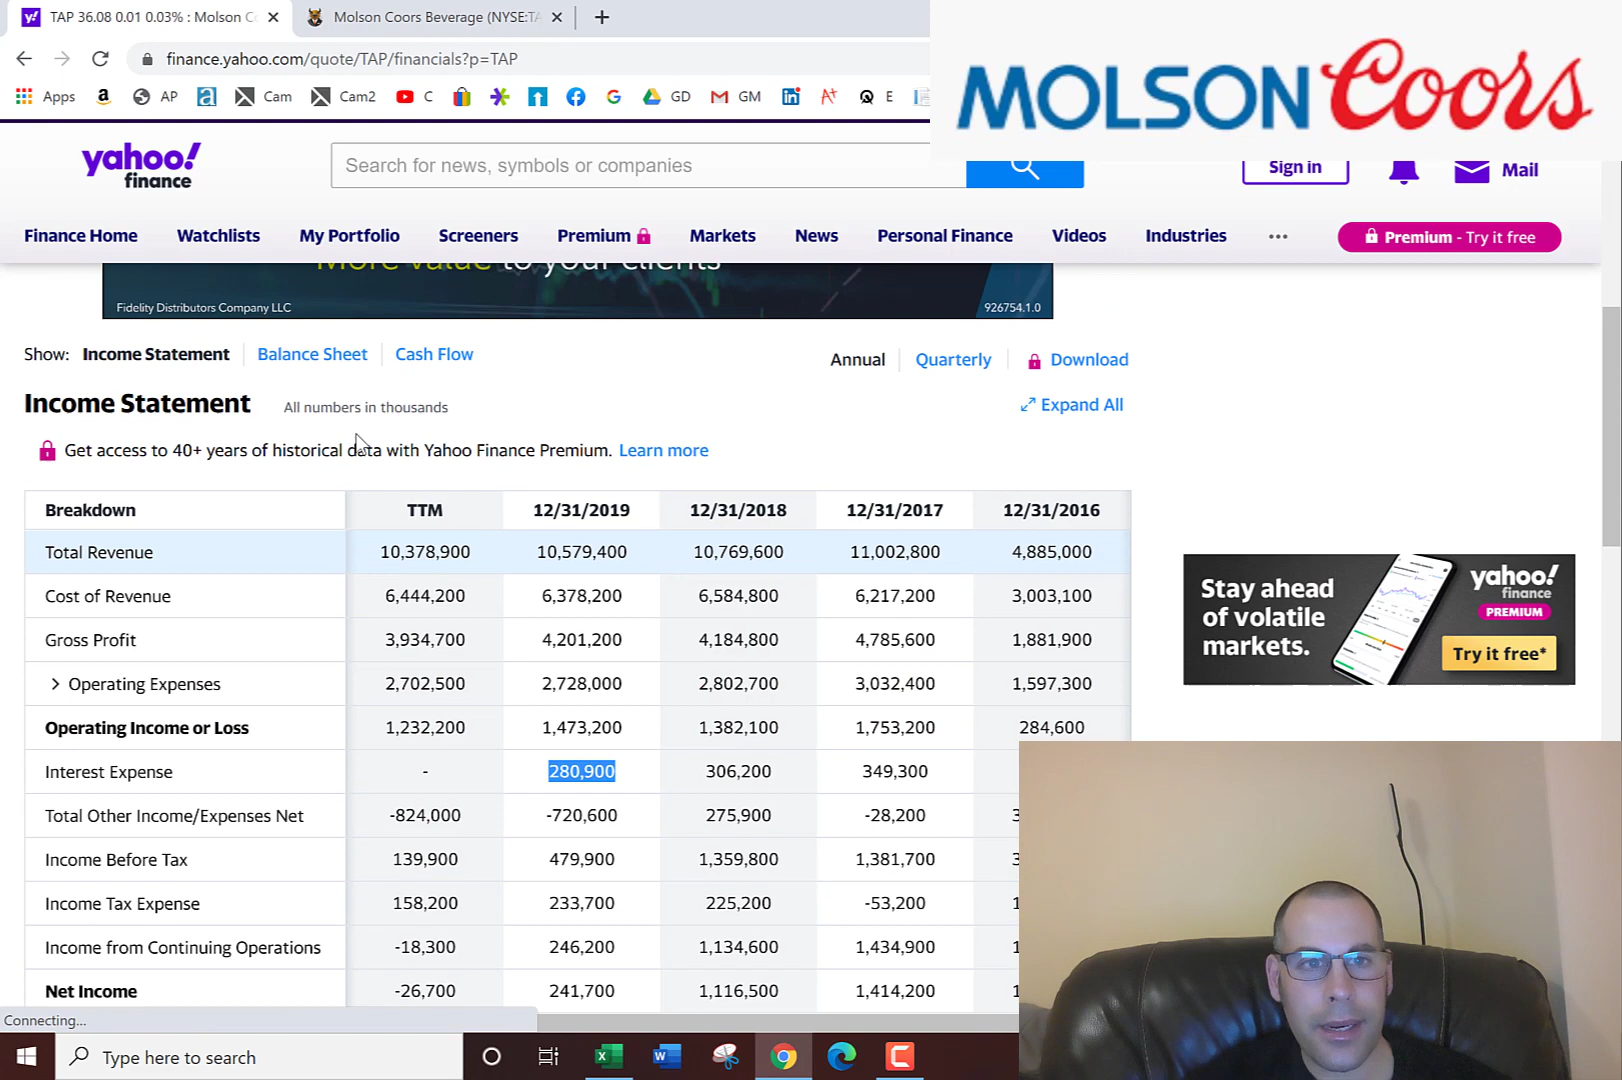 TAP 36.08 0.01 0.03% : Molson C
Molson Coors Beverage (NYSE:TA
finance.yahoo.com/quote/TAP/financials?p=TAP
Apps
AP
Cam
Cam2
C
GD
GM
E
MOLSON Coors
yahoo!
finance
Search for news, symbols or companies
Sign in
Mail
Finance Home
Watchlists
My Portfolio
Screeners
Premium
Markets
News
Personal Finance
Videos
Industries
Premium - Try it free
More value to your clients
Fidelity Distributors Company LLC
926754.1.0
Show: Income Statement
Balance Sheet
Cash Flow
Annual
Quarterly
Download
Income Statement
All numbers in thousands
Expand All
Get access to 40+ years of historical data with Yahoo Finance Premium. Learn more
Breakdown TTM 12/31/2019 12/31/2018 12/31/2017 12/31/2016
Total Revenue 10,378,900 10,579,400 10,769,600 11,002,800 4,885,000
Cost of Revenue 6,444,200 6,378,200 6,584,800 6,217,200 3,003,100
Gross Profit 3,934,700 4,201,200 4,184,800 4,785,600 1,881,900
Operating Expenses 2,702,500 2,728,000 2,802,700 3,032,400 1,597,300
Operating Income or Loss 1,232,200 1,473,200 1,382,100 1,753,200 284,600
Interest Expense - 280,900 306,200 349,300
Total Other Income/Expenses Net -824,000 -720,600 275,900 -28,200
Income Before Tax 139,900 479,900 1,359,800 1,381,700
Income Tax Expense 158,200 233,700 225,200 -53,200
Income from Continuing Operations -18,300 246,200 1,134,600 1,434,900
Net Income -26,700 241,700 1,116,500 1,414,200
Stay ahead
of volatile
markets.
yahoo!
finance
PREMIUM
Try it free*
Connecting...
Type here to search